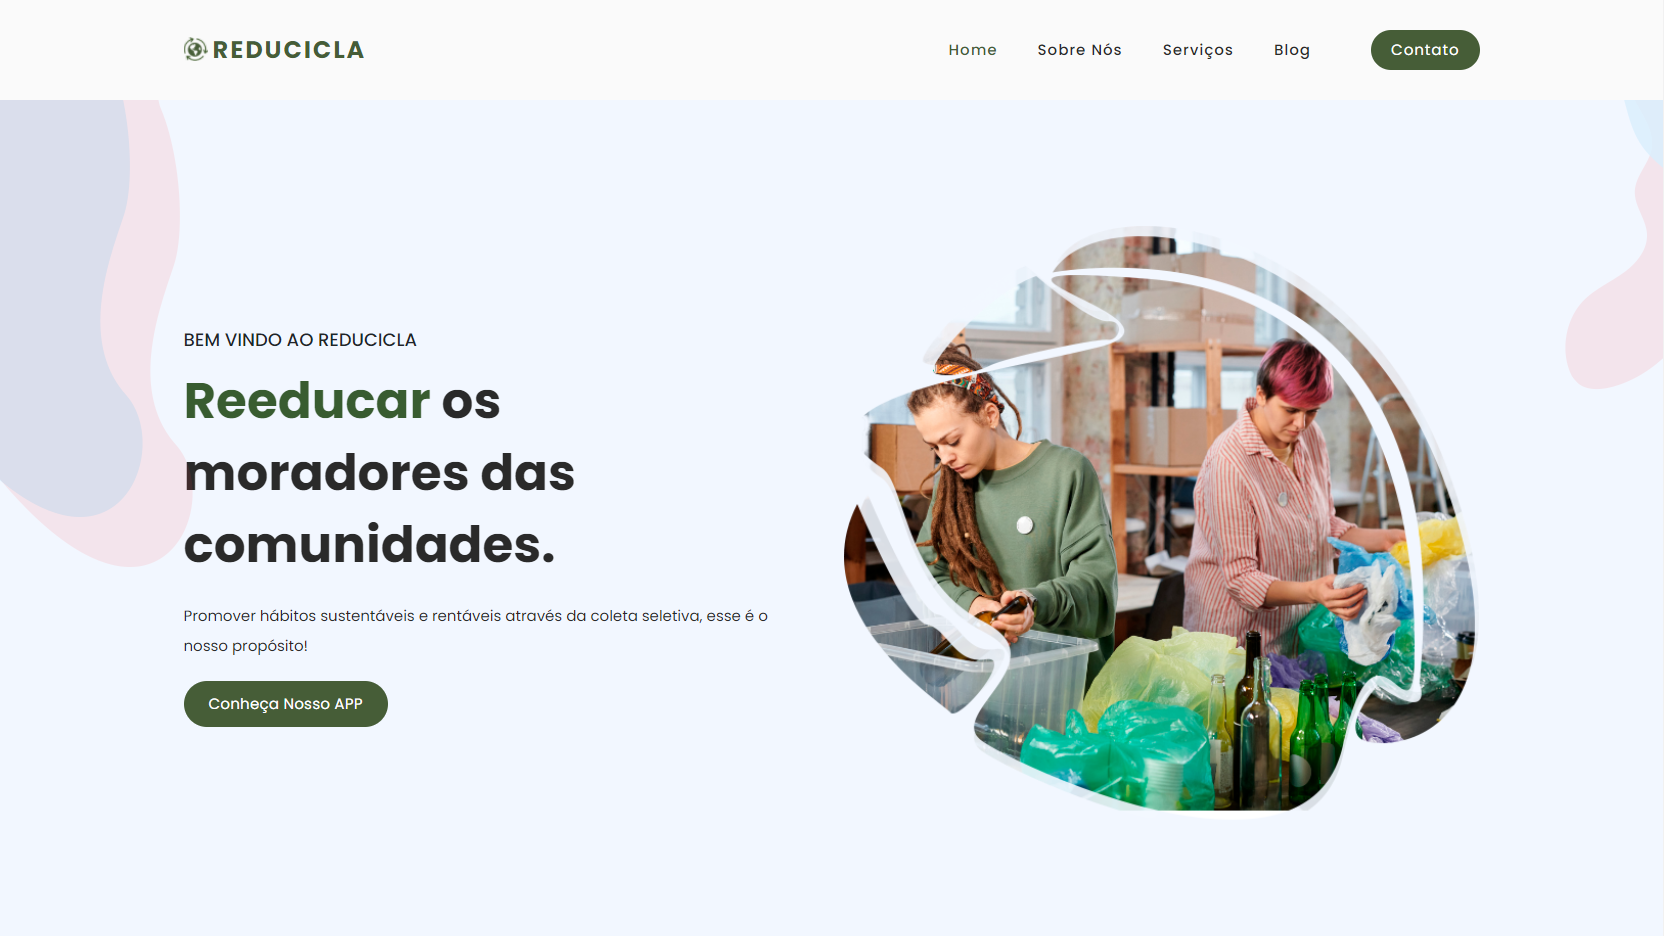 REDUCICLA
Home Sobre Nós Serviços Blog Contato
BEM VINDO AO REDUCICLA
Reeducar os
moradores das
comunidades.
Promover hábitos sustentáveis e rentáveis através da coleta seletiva, esse é o
nosso propósito!
Conheça Nosso APP